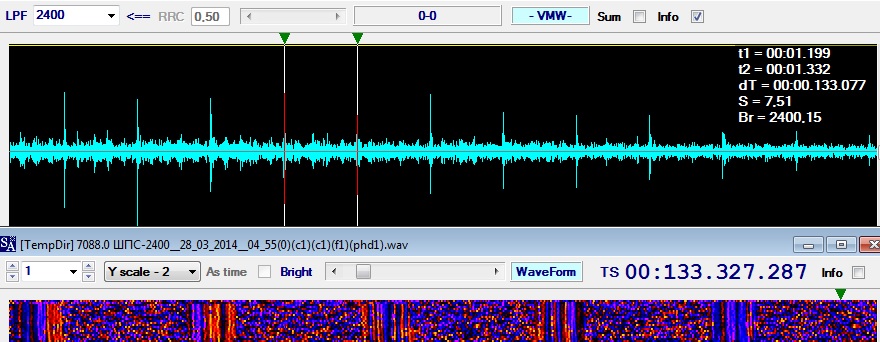 LPF 2400 <== RRC 0,50 0-0 - VMW- Sum Info
t1 = 00:01.199
t2 = 00:01.332
dT = 00:00.133.077
S = 7,51
Br = 2400,15
SA [TempDir] 7088.0 ШПС-2400__28_03_2014__04_55(0)(c1)(c1)(f1)(phd1).wav
1 Y scale - 2 As time Bright WaveForm TS 00:133.327.287 Info